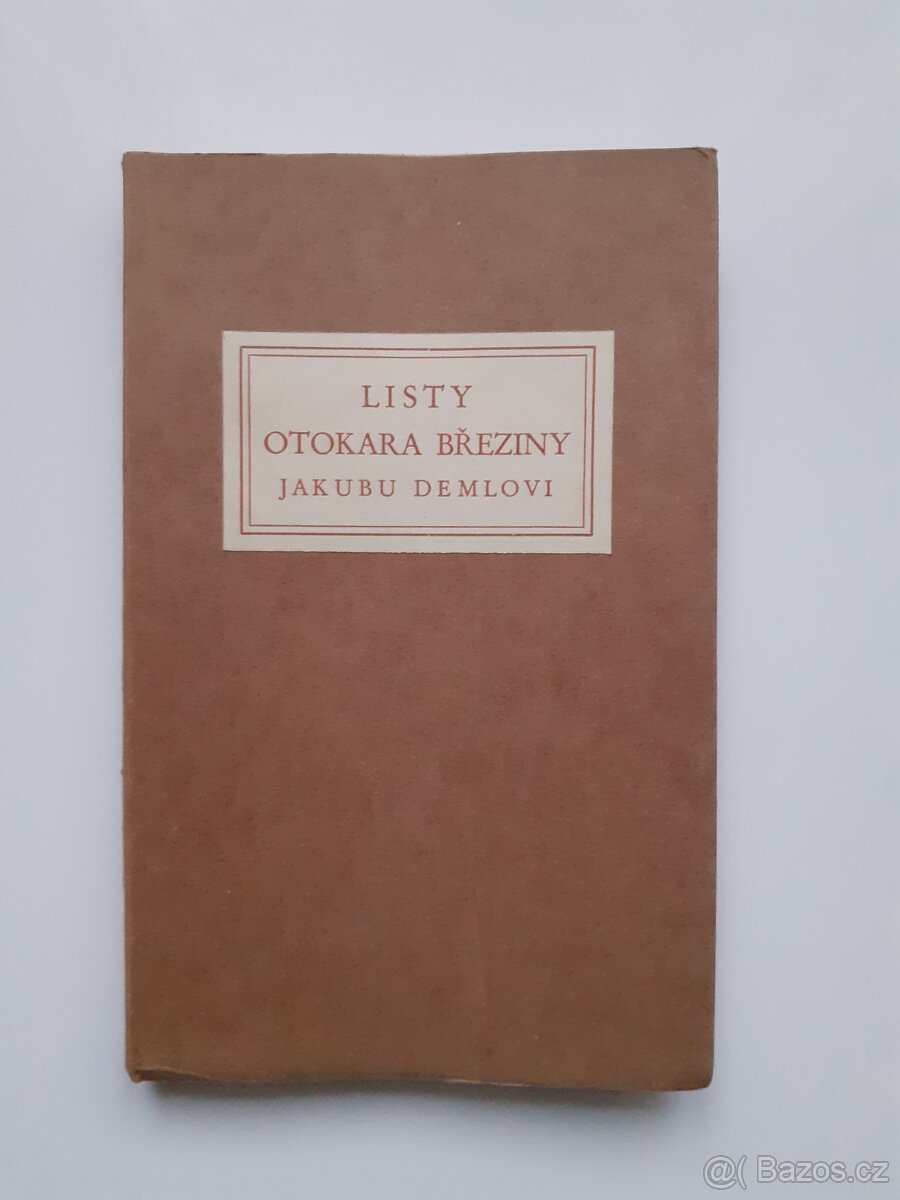 LISTY
OTOKARA BŘEZINY
JAKUBU DEMLOVI
@( Bazos.cz